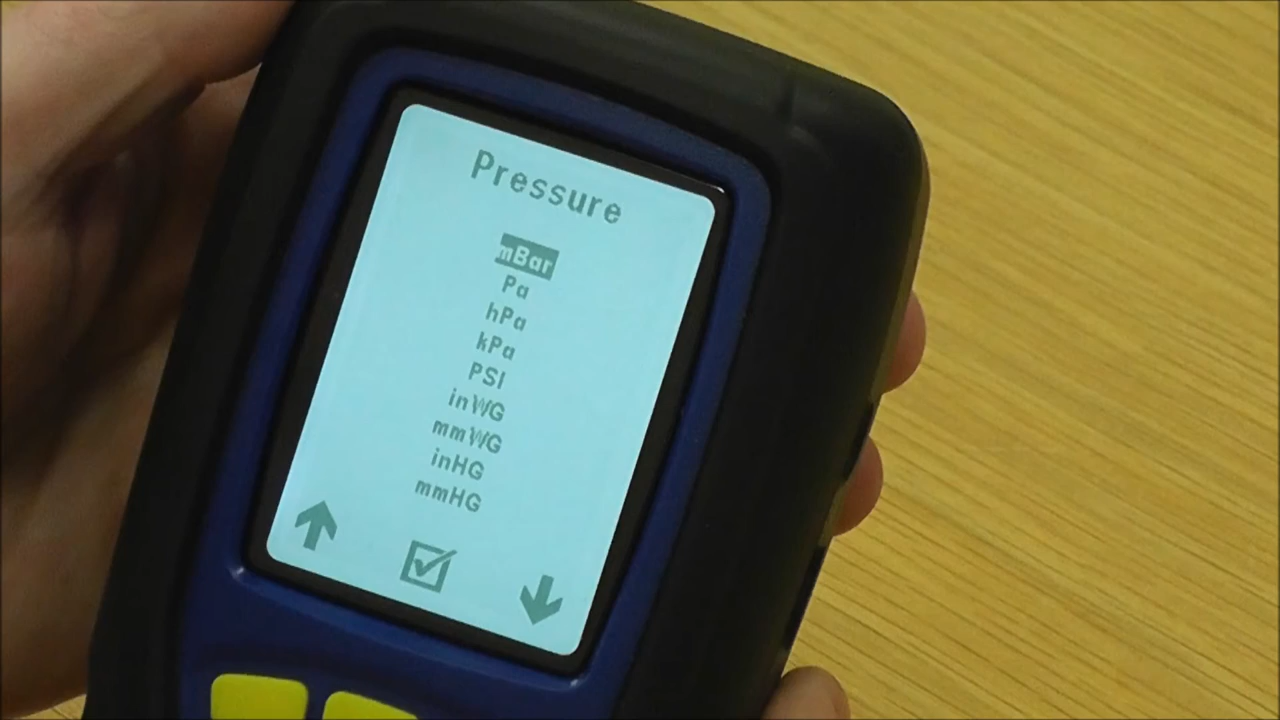 Pressure
mBar
Pa
hPa
kPa
PSI
inWG
mmWG
inHG
mmHG